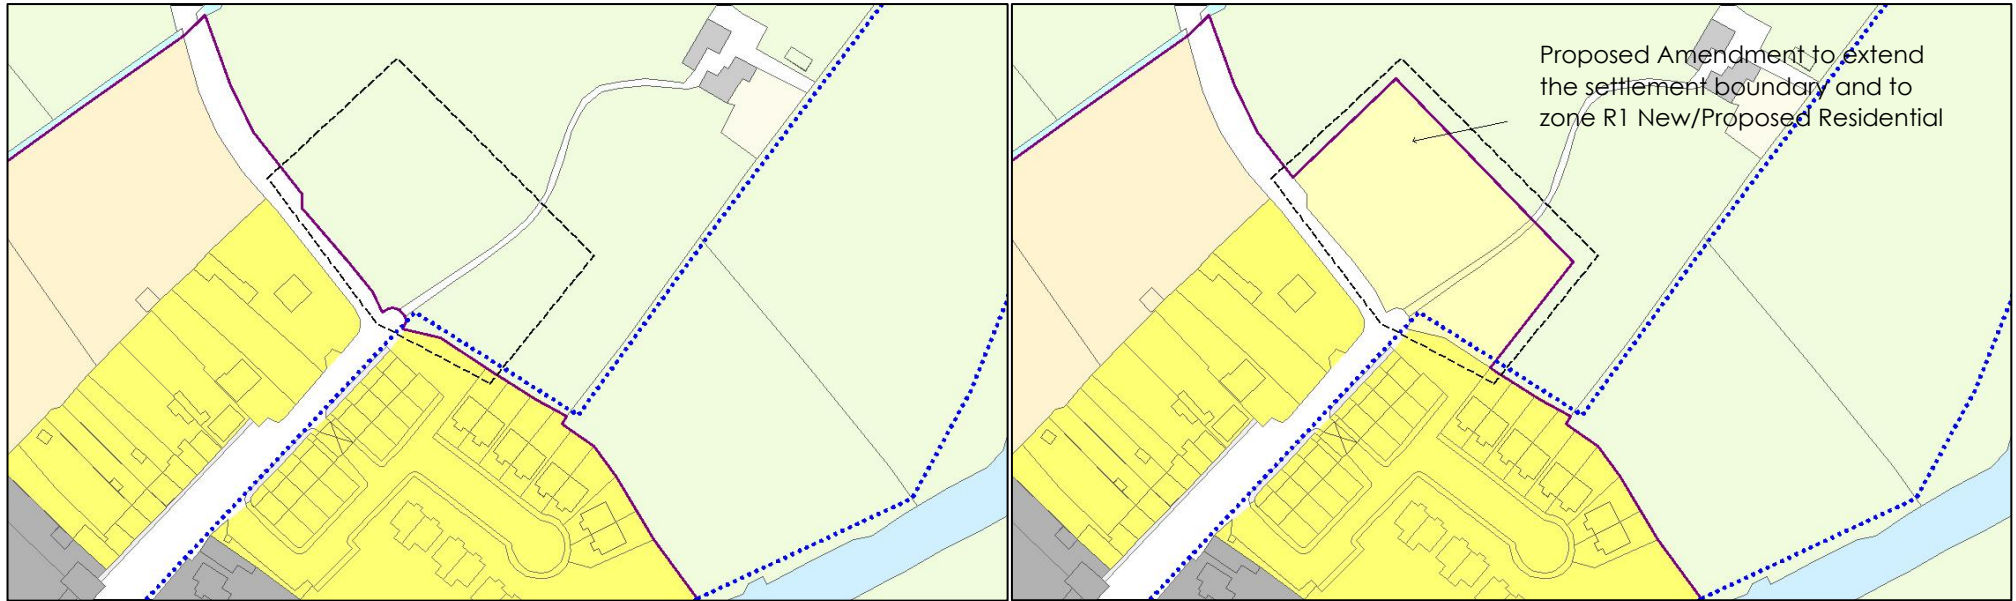 Proposed Amendment to extend
the settlement boundary and to
zone R1 New/Proposed Residential